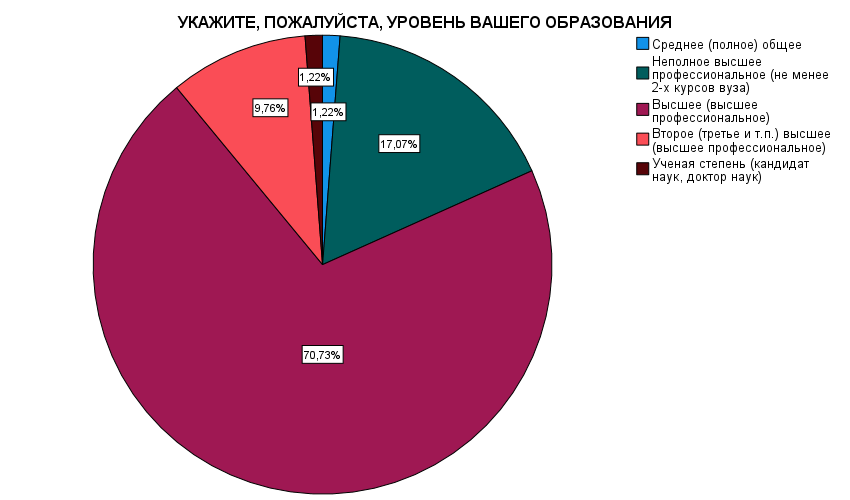 УКАЖИТЕ, ПОЖАЛУЙСТА, УРОВЕНЬ ВАШЕГО ОБРАЗОВАНИЯ
Среднее (полное) общее
Неполное высшее
профессиональное (не менее
2-х курсов вуза)
Высшее (высшее
профессиональное)
Второе (третье и т.п.) высшее
(высшее профессиональное)
Ученая степень (кандидат
наук, доктор наук)
1,22%
1,22%
9,76%
17,07%
70,73%